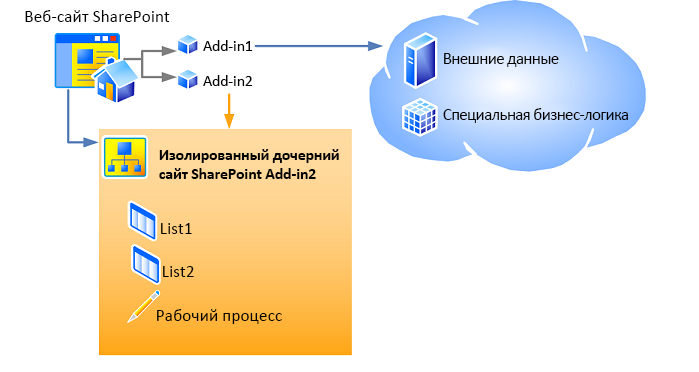 Веб-сайт SharePoint
Add-in1
Add-in2
Внешние данные
Специальная бизнес-логика
Изолированный дочерний
сайт SharePoint Add-in2
List1
List2
Рабочий процесс